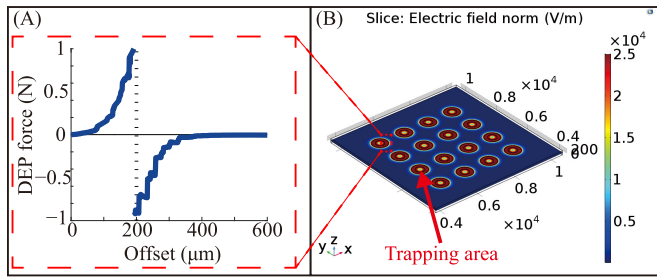 (A)
1
0.5
0
−0.5
−1
DEP force (N)
0 200 400 600
Offset (μm)
(B)
Slice: Electric field norm (V/m)
×10⁴
2.5
2
1.5
1
0.5
1
×10⁴
0.8
0.6
0.4
200
0
1
0.8
0.6
×10⁴
0.4
Trapping area
y z x